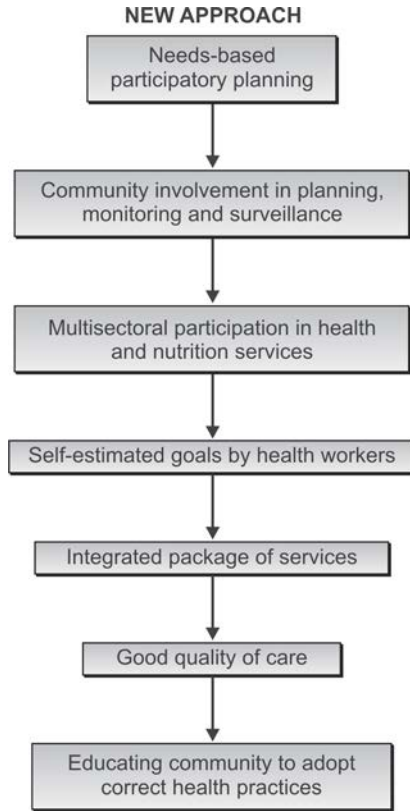 NEW APPROACH
Needs-based
participatory planning
Community involvement in planning,
monitoring and surveillance
Multisectoral participation in health
and nutrition services
Self-estimated goals by health workers
Integrated package of services
Good quality of care
Educating community to adopt
correct health practices